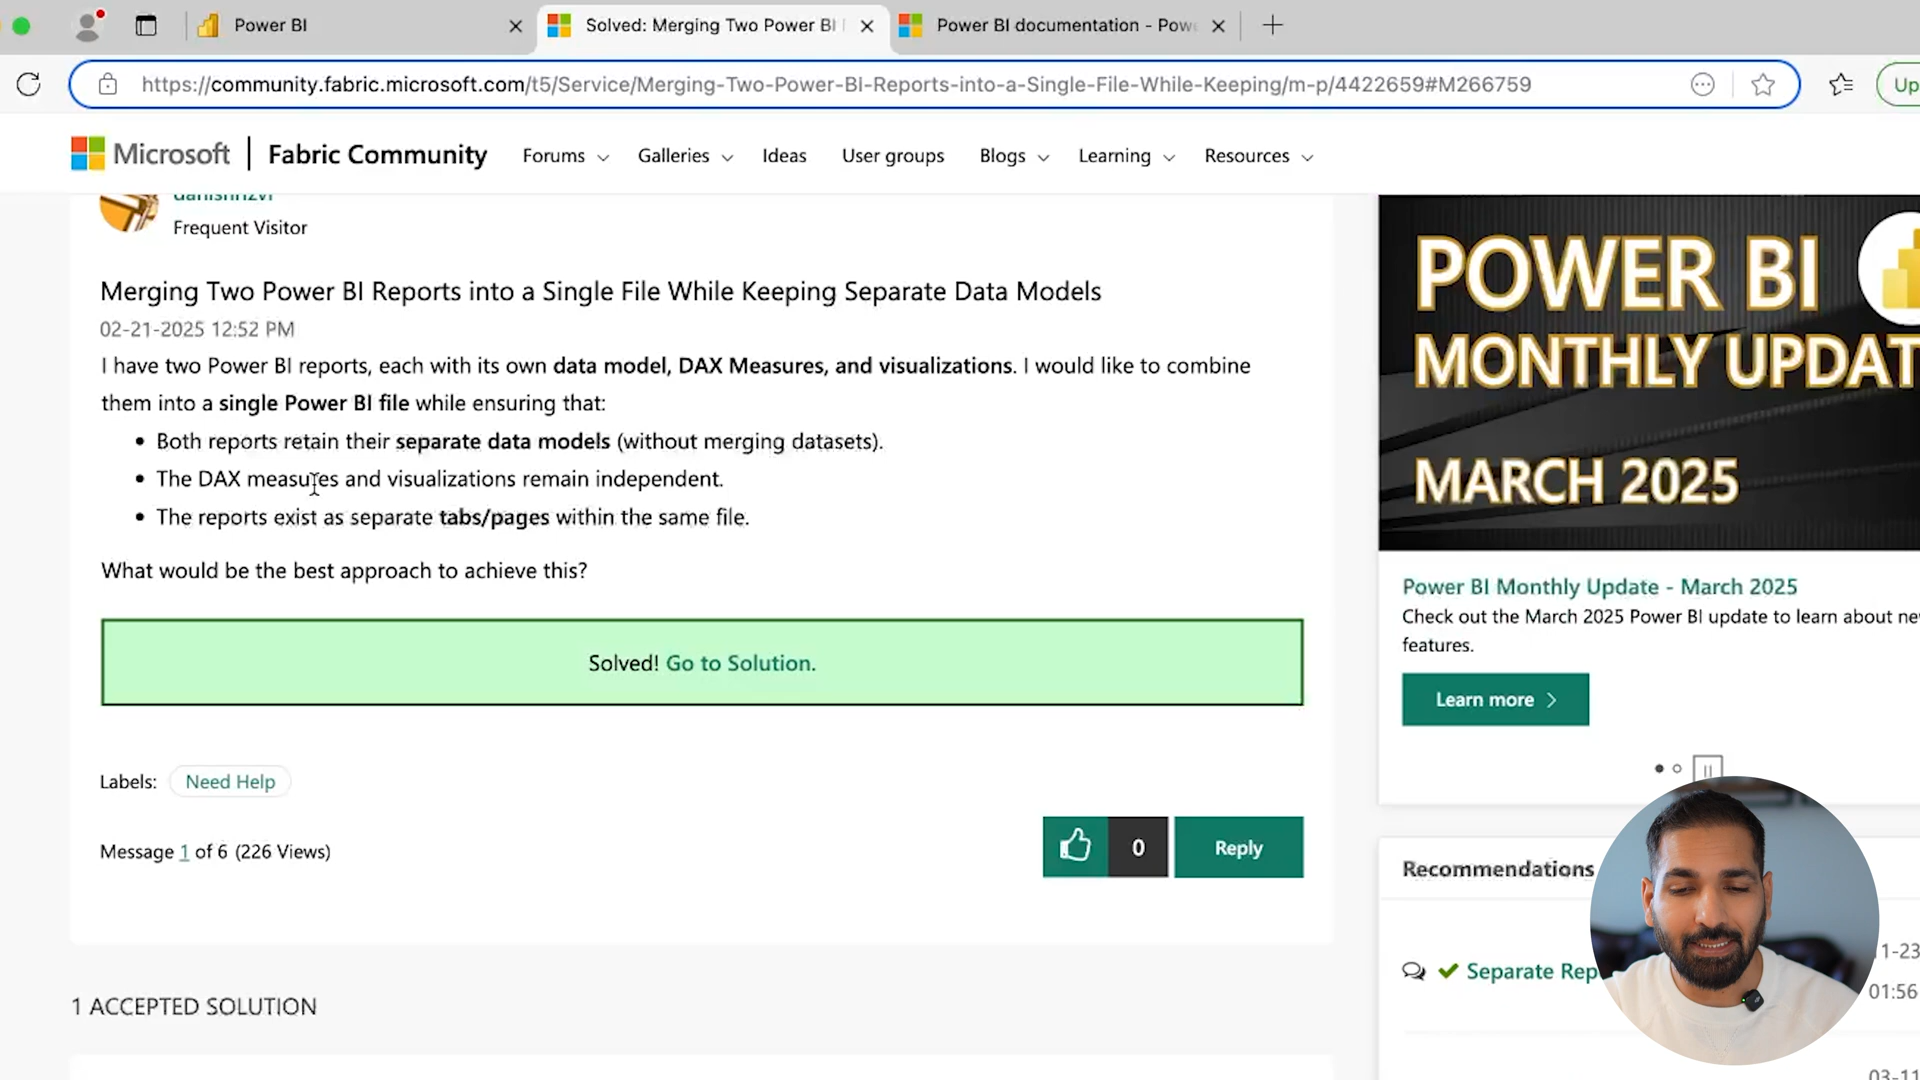 Power BI
Solved: Merging Two Power BI
Power BI documentation - Pow
https://community.fabric.microsoft.com/t5/Service/Merging-Two-Power-BI-Reports-into-a-Single-File-While-Keeping/m-p/4422659#M266759
Up
Microsoft | Fabric Community
Forums
Galleries
Ideas
User groups
Blogs
Learning
Resources
danishrizvi
Frequent Visitor
Merging Two Power BI Reports into a Single File While Keeping Separate Data Models
02-21-2025 12:52 PM
I have two Power BI reports, each with its own data model, DAX Measures, and visualizations. I would like to combine
them into a single Power BI file while ensuring that:
• Both reports retain their separate data models (without merging datasets).
• The DAX measures and visualizations remain independent.
• The reports exist as separate tabs/pages within the same file.
What would be the best approach to achieve this?
Solved! Go to Solution.
Labels: Need Help
Message 1 of 6 (226 Views)
0
Reply
1 ACCEPTED SOLUTION
POWER BI
MONTHLY UPDAT
MARCH 2025
Power BI Monthly Update - March 2025
Check out the March 2025 Power BI update to learn about ne
features.
Learn more
Recommendations
Separate Rep
1-23
01:56
03-11